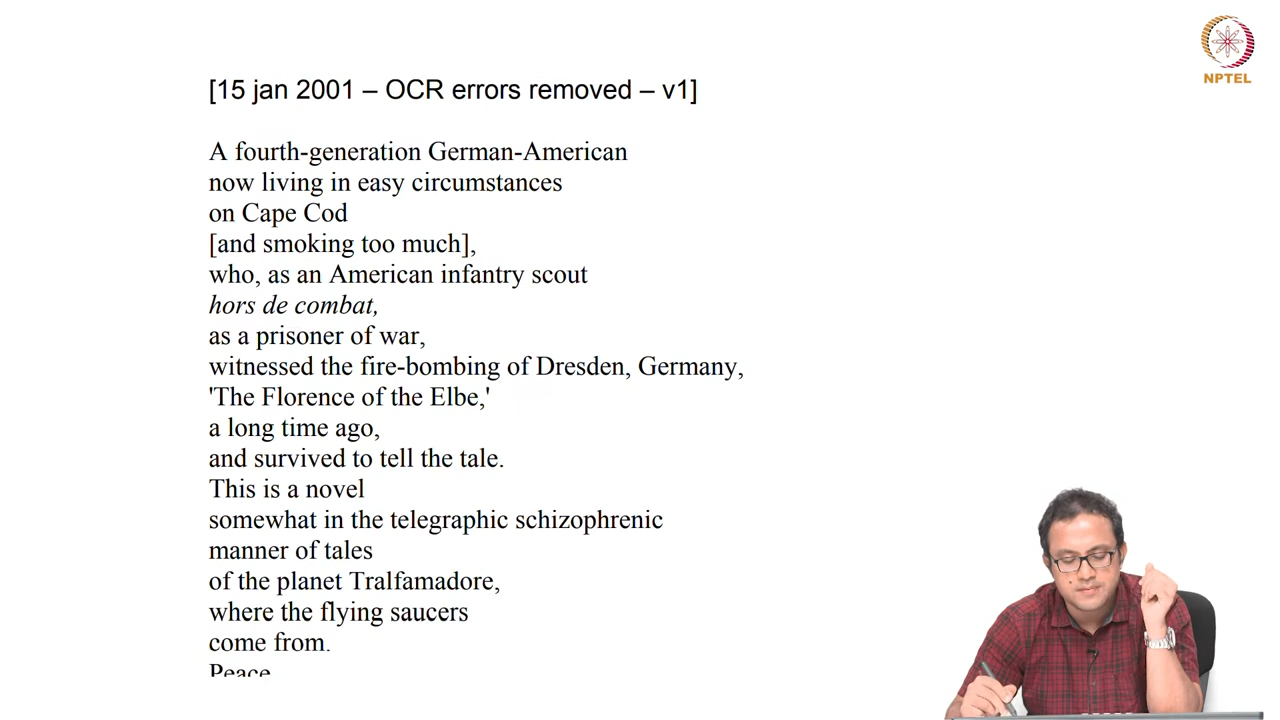 [15 jan 2001 – OCR errors removed – v1]
NPTEL
A fourth-generation German-American
now living in easy circumstances
on Cape Cod
[and smoking too much],
who, as an American infantry scout
hors de combat,
as a prisoner of war,
witnessed the fire-bombing of Dresden, Germany,
'The Florence of the Elbe,'
a long time ago,
and survived to tell the tale.
This is a novel
somewhat in the telegraphic schizophrenic
manner of tales
of the planet Tralfamadore,
where the flying saucers
come from.
Peace